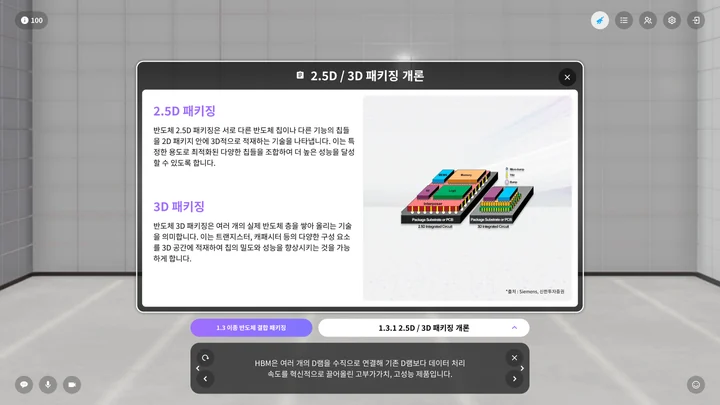 100
2.5D / 3D 패키징 개론
2.5D 패키징
반도체 2.5D 패키징은 서로 다른 반도체 칩이나 다른 기능의 칩들
을 2D 패키지 안에 3D적으로 적재하는 기술을 나타냅니다. 이는 특
정한 용도로 최적화된 다양한 칩들을 조합하여 더 높은 성능을 달성
할 수 있도록 합니다.
3D 패키징
반도체 3D 패키징은 여러 개의 실제 반도체 층을 쌓아 올리는 기술
을 의미합니다. 이는 트랜지스터, 캐패시터 등의 다양한 구성 요소
를 3D 공간에 적재하여 칩의 밀도와 성능을 향상시키는 것을 가능
하게 합니다.
Package Substrate or PCB
2.5D Integrated Circuit
Package Substrate or PCB
3D Integrated Circuit
*출처 : Siemens, 신한투자증권
1.3 이종 반도체 결합 패키징
1.3.1 2.5D / 3D 패키징 개론
HBM은 여러 개의 D램을 수직으로 연결해 기존 D램보다 데이터 처리
속도를 혁신적으로 끌어올린 고부가가치, 고성능 제품입니다.